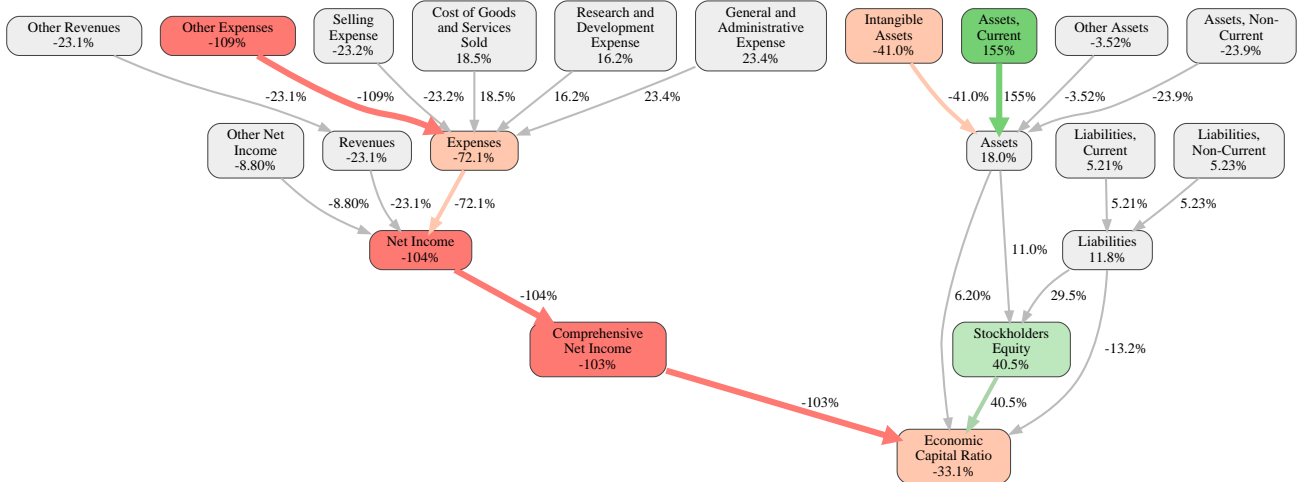 Other Revenues
-23.1%
Other Expenses
-109%
Selling
Expense
-23.2%
Cost of Goods
and Services
Sold
18.5%
Research and
Development
Expense
16.2%
General and
Administrative
Expense
23.4%
Intangible
Assets
-41.0%
Assets,
Current
155%
Other Assets
-3.52%
Assets, Non-
Current
-23.9%
-23.1%
-109%
-23.2%
18.5%
16.2%
23.4%
-41.0%
155%
-3.52%
-23.9%
Other Net
Income
-8.80%
Revenues
-23.1%
Expenses
-72.1%
Assets
18.0%
Liabilities,
Current
5.21%
Liabilities,
Non-Current
5.23%
-8.80%
-23.1%
-72.1%
5.21%
5.23%
Net Income
-104%
11.0%
Liabilities
11.8%
-104%
6.20%
29.5%
Comprehensive
Net Income
-103%
Stockholders
Equity
40.5%
-13.2%
-103%
40.5%
Economic
Capital Ratio
-33.1%